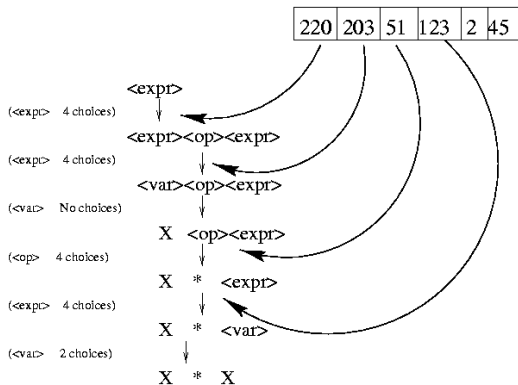 220 203 51 123 2 45
<expr>
(<expr> 4 choices)
<expr><op><expr>
(<expr> 4 choices)
<var><op><expr>
(<var> No choices)
X <op><expr>
(<op> 4 choices)
X * <expr>
(<expr> 4 choices)
X * <var>
(<var> 2 choices)
X * X